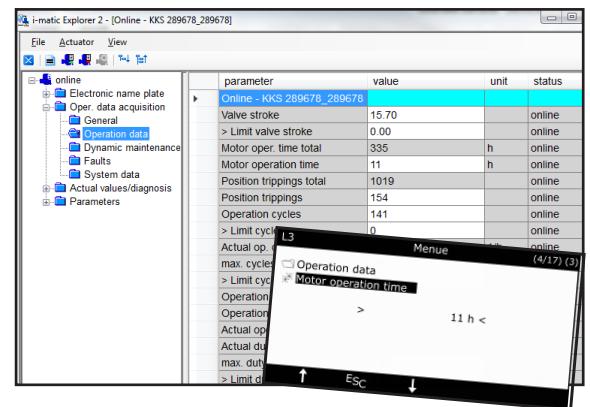 i-matic Explorer 2 - [Online - KKS 289678_289678]
File Actuator View
online
Electronic name plate
Oper. data acquisition
General
Operation data
Dynamic maintenance
Faults
System data
Actual values/diagnosis
Parameters
parameter value unit status
Online - KKS 289678_289678
Valve stroke 15.70 online
> Limit valve stroke 0.00 online
Motor oper. time total 335 h online
Motor operation time 11 h online
Position trippings total 1019 online
Position trippings 154 online
Operation cycles 141 online
> Limit cycl 0 online
Actual op. c online
max. cycles
> Limit cyc
Operation
Operation
Actual op
Actual du
max. duty
> Limit d
L3 Menue (4/17) (3)
Operation data
Motor operation time
> 11 h <
↑ ESC ↓